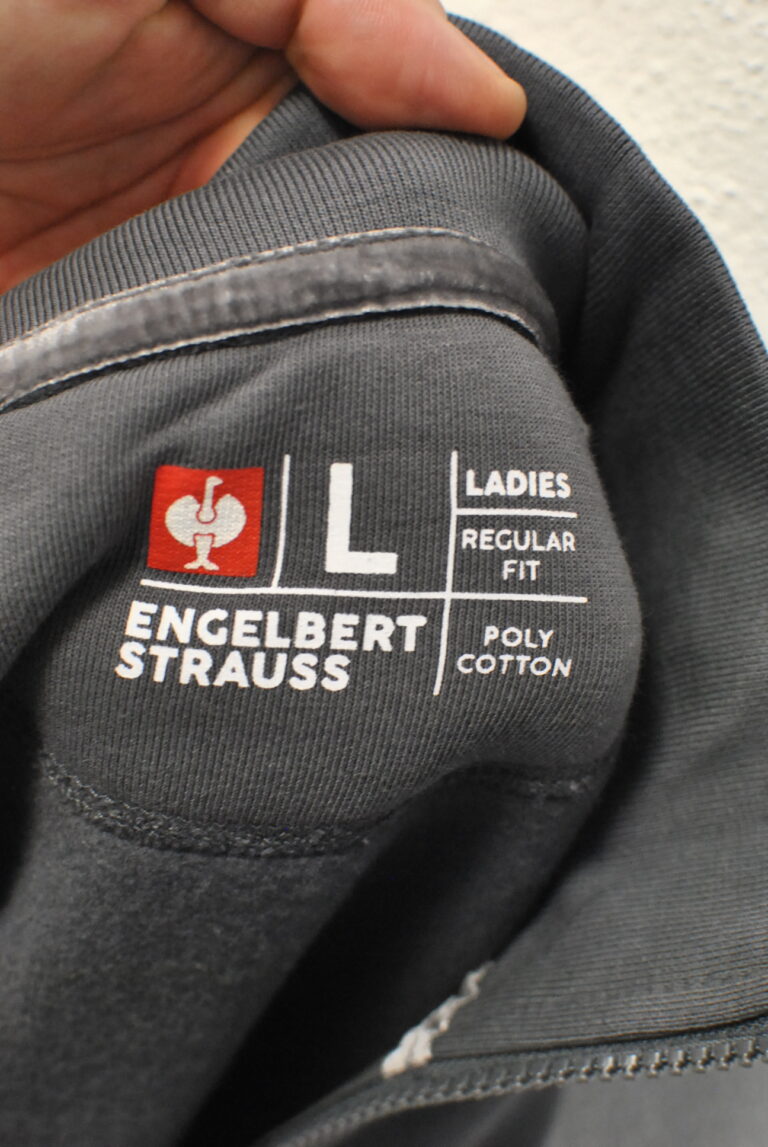 L
LADIES
REGULAR
FIT
ENGELBERT
STRAUSS
POLY
COTTON